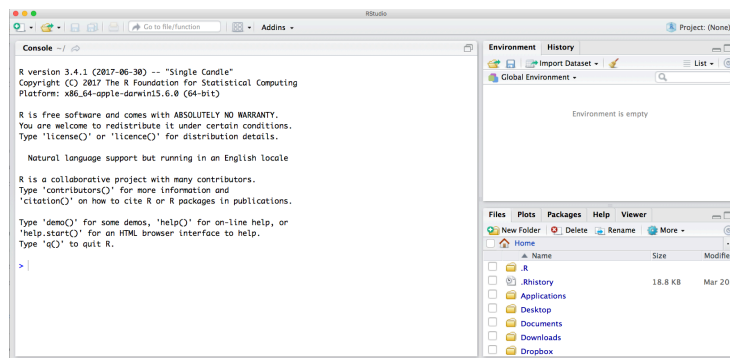 RStudio
Go to file/function
Addins
Project: (None)
Console ~/
R version 3.4.1 (2017-06-30) -- "Single Candle"
Copyright (C) 2017 The R Foundation for Statistical Computing
Platform: x86_64-apple-darwin15.6.0 (64-bit)
R is free software and comes with ABSOLUTELY NO WARRANTY.
You are welcome to redistribute it under certain conditions.
Type 'license()' or 'licence()' for distribution details.
Natural language support but running in an English locale
R is a collaborative project with many contributors.
Type 'contributors()' for more information and
'citation()' on how to cite R or R packages in publications.
Type 'demo()' for some demos, 'help()' for on-line help, or
'help.start()' for an HTML browser interface to help.
Type 'q()' to quit R.
>
Environment History
Import Dataset List
Global Environment
Environment is empty
Files Plots Packages Help Viewer
New Folder Delete Rename More
Home
Name Size Modifie
.R
.Rhistory 18.8 KB Mar 20
Applications
Desktop
Documents
Downloads
Dropbox